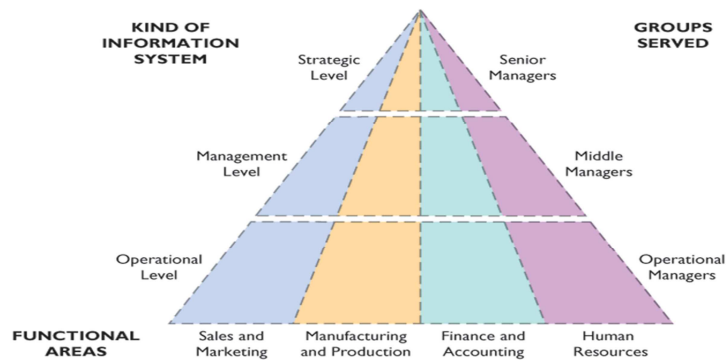 KIND OF
INFORMATION
SYSTEM
GROUPS
SERVED
Strategic
Level
Senior
Managers
Management
Level
Middle
Managers
Operational
Level
Operational
Managers
FUNCTIONAL
AREAS
Sales and
Marketing
Manufacturing
and Production
Finance and
Accounting
Human
Resources